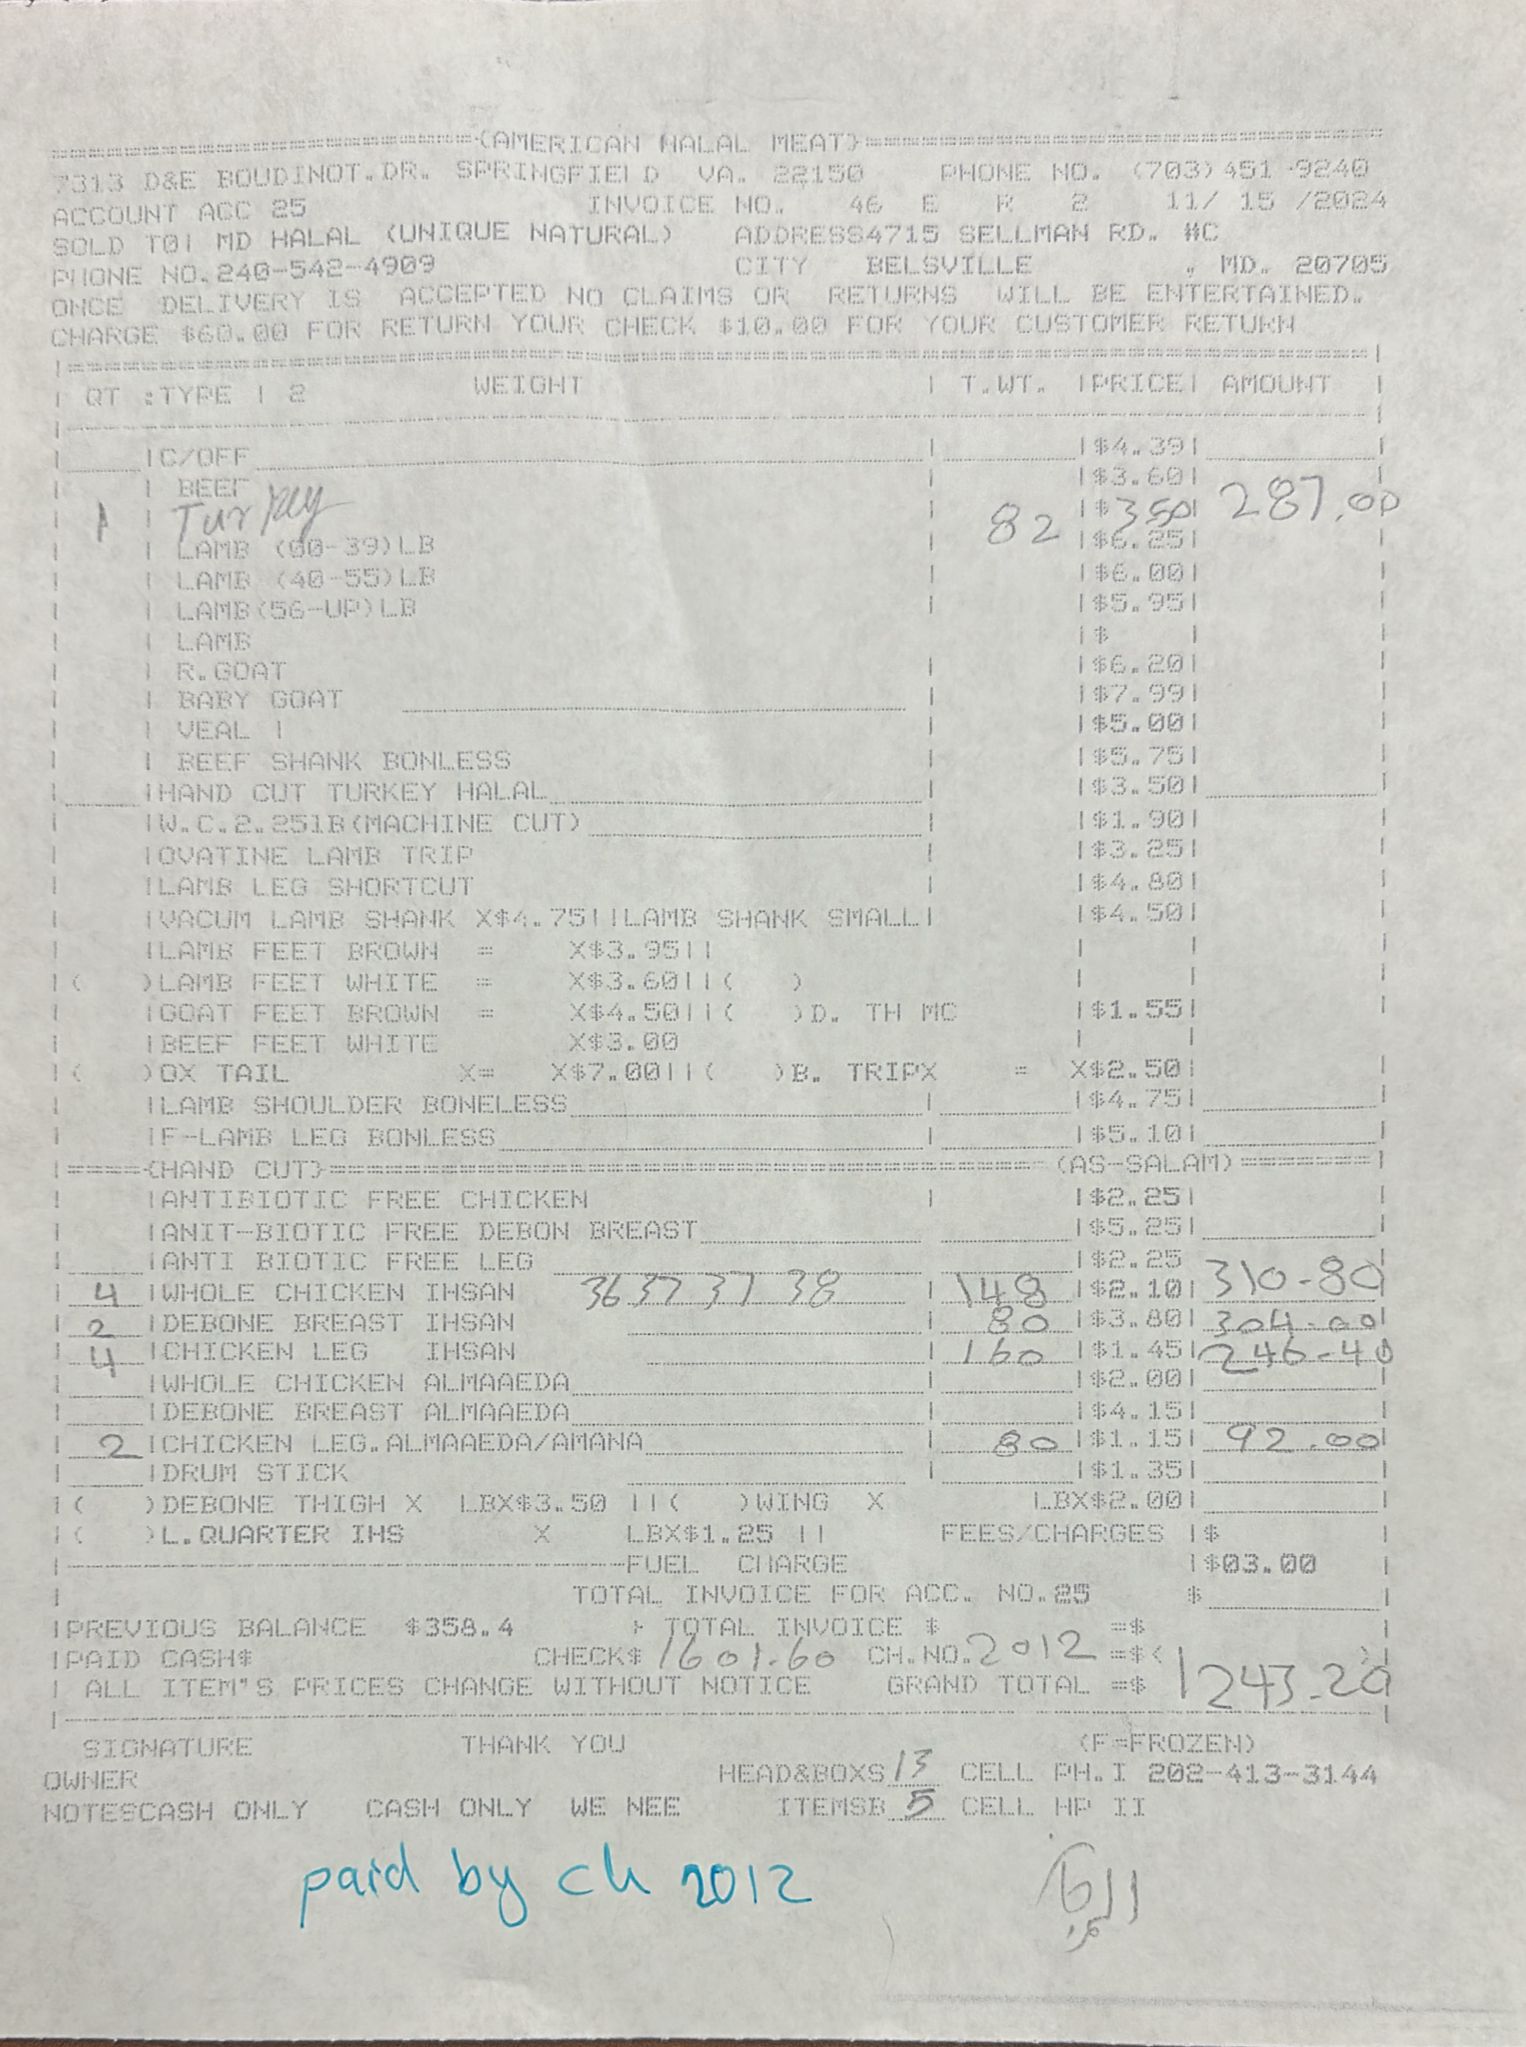 ===={AMERICAN HALAL MEAT}====
7313 D&E BOUDINOT.DR. SPRINGFIELD VA. 22150 PHONE NO. (703)451-9240
ACCOUNT ACC 25 INVOICE NO. 46 E R 2 11/ 15 /2024
SOLD TO| MD HALAL (UNIQUE NATURAL) ADDRESS4715 SELLMAN RD. #C
PHONE NO.240-542-4909 CITY BELSVILLE , MD. 20705
ONCE DELIVERY IS ACCEPTED NO CLAIMS OR RETURNS WILL BE ENTERTAINED.
CHARGE $60.00 FOR RETURN YOUR CHECK $10.00 FOR YOUR CUSTOMER RETURN
QT :TYPE | 2 WEIGHT | T.WT. |PRICE| AMOUNT
|C/OFF |$4.39|
| BEEF |$3.60|
1 | Turkey 82 |$350| 287.00
| LAMB (00-39)LB |$6.25|
| LAMB (40-55)LB |$6.00|
| LAMB(56-UP)LB |$5.95|
LAMB |$ |
| R.GOAT |$6.20|
| BABY GOAT |$7.99|
| VEAL | |$5.00|
| BEEF SHANK BONLESS |$5.75|
|HAND CUT TURKEY HALAL |$3.50|
|W.C.2.251B(MACHINE CUT) |$1.90|
|OVATINE LAMB TRIP |$3.25|
|LAMB LEG SHORTCUT |$4.80|
|VACUM LAMB SHANK X$4.75||LAMB SHANK SMALL| |$4.50|
|LAMB FEET BROWN = X$3.95||
|( )LAMB FEET WHITE = X$3.60||( )
|GOAT FEET BROWN = X$4.50||( )D. TH MC |$1.55|
|BEEF FEET WHITE X$3.00
|( )OX TAIL X= X$7.00||( )B. TRIPX = X$2.50|
|LAMB SHOULDER BONELESS |$4.75|
|F-LAMB LEG BONLESS |$5.10|
|===={HAND CUT}====(AS-SALAM)====|
|ANTIBIOTIC FREE CHICKEN |$2.25|
|ANIT-BIOTIC FREE DEBON BREAST |$5.25|
|ANTI BIOTIC FREE LEG |$2.25
4 |WHOLE CHICKEN IHSAN 36 37 37 38 148 |$2.10| 310-80
2 |DEBONE BREAST IHSAN 80 |$3.80| 304-00
4 |CHICKEN LEG IHSAN 160 |$1.45| 246-40
|WHOLE CHICKEN ALMAAEDA |$2.00|
|DEBONE BREAST ALMAAEDA |$4.15|
2 |CHICKEN LEG.ALMAAEDA/AMANA 80 |$1.15| 92.00
|DRUM STICK |$1.35|
|( )DEBONE THIGH X LBX$3.50 ||( )WING X LBX$2.00|
|( )L.QUARTER IHS X LBX$1.25 || FEES/CHARGES |$
FUEL CHARGE |$03.00
TOTAL INVOICE FOR ACC. NO.25 $
|PREVIOUS BALANCE $358.4 + TOTAL INVOICE $ =$
|PAID CASH$ CHECK$ 1601.60 CH.NO.2012 =$( )
| ALL ITEM'S PRICES CHANGE WITHOUT NOTICE GRAND TOTAL =$ 1243-20
SIGNATURE THANK YOU (F=FROZEN)
OWNER HEAD&BOXS 13 CELL PH.I 202-413-3144
NOTESCASH ONLY CASH ONLY WE NEE ITEMSB 5 CELL HP II
paid by ch 2012